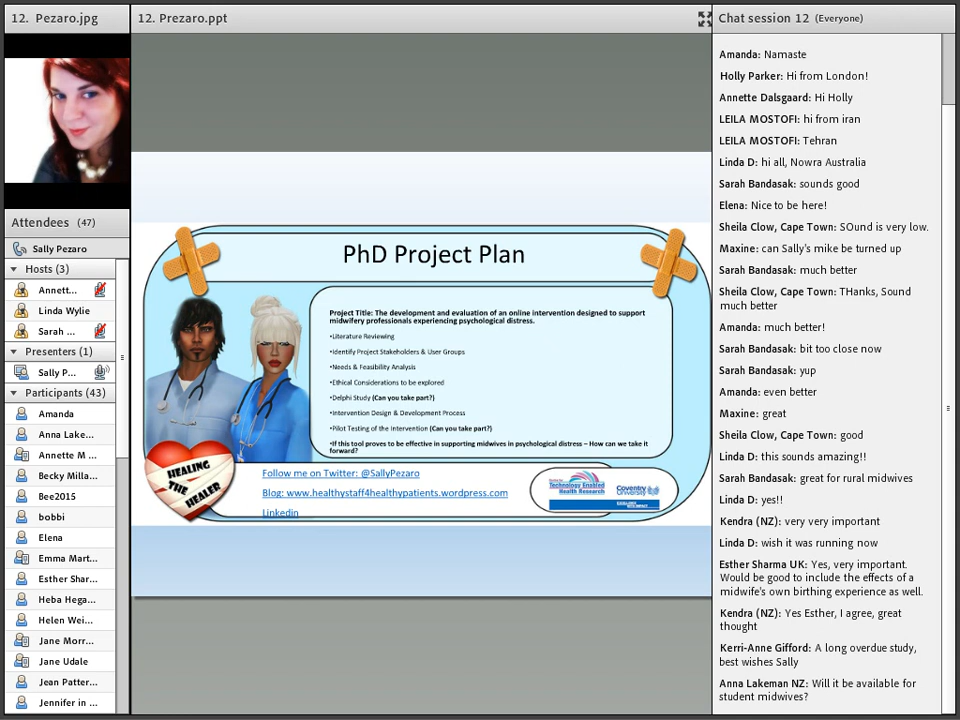 12.  Pezaro.jpg
Attendees (47)
Sally Pezaro
Hosts (3)
Annett...
Linda Wylie
Sarah ...
Presenters (1)
Sally P...
Participants (43)
Amanda
Anna Lake...
Annette M ...
Becky Milla...
Bee2015
bobbi
Elena
Emma Mart...
Esther Shar...
Heba Hega...
Helen Wei...
Jane Morr...
Jane Udale
Jean Patter...
Jennifer in ...
12. Prezaro.ppt
PhD Project Plan
Project Title: The development and evaluation of an online intervention designed to support
midwifery professionals experiencing psychological distress.
•Literature Reviewing
•Identify Project Stakeholders & User Groups
•Needs & Feasibility Analysis
•Ethical Considerations to be explored
•Delphi Study (Can you take part?)
•Intervention Design & Development Process
•Pilot Testing of the Intervention (Can you take part?)
•If this tool proves to be effective in supporting midwives in psychological distress – How can we take it
forward?
HEALING
THE
HEALER
Follow me on Twitter: @SallyPezaro
Blog: www.healthystaff4healthypatients.wordpress.com
Linkedin
Technology Enabled
Health Research
Coventry
University
Chat session 12 (Everyone)
Amanda: Namaste
Holly Parker: Hi from London!
Annette Dalsgaard: Hi Holly
LEILA MOSTOFI: hi from iran
LEILA MOSTOFI: Tehran
Linda D: hi all, Nowra Australia
Sarah Bandasak: sounds good
Elena: Nice to be here!
Sheila Clow, Cape Town: SOund is very low.
Maxine: can Sally's mike be turned up
Sarah Bandasak: much better
Sheila Clow, Cape Town: THanks, Sound
much better
Amanda: much better!
Sarah Bandasak: bit too close now
Sarah Bandasak: yup
Amanda: even better
Maxine: great
Sheila Clow, Cape Town: good
Linda D: this sounds amazing!!
Sarah Bandasak: great for rural midwives
Linda D: yes!!
Kendra (NZ): very very important
Linda D: wish it was running now
Esther Sharma UK: Yes, very important.
Would be good to include the effects of a
midwife's own birthing experience as well.
Kendra (NZ): Yes Esther, I agree, great
thought
Kerri-Anne Gifford: A long overdue study,
best wishes Sally
Anna Lakeman NZ: Will it be available for
student midwives?